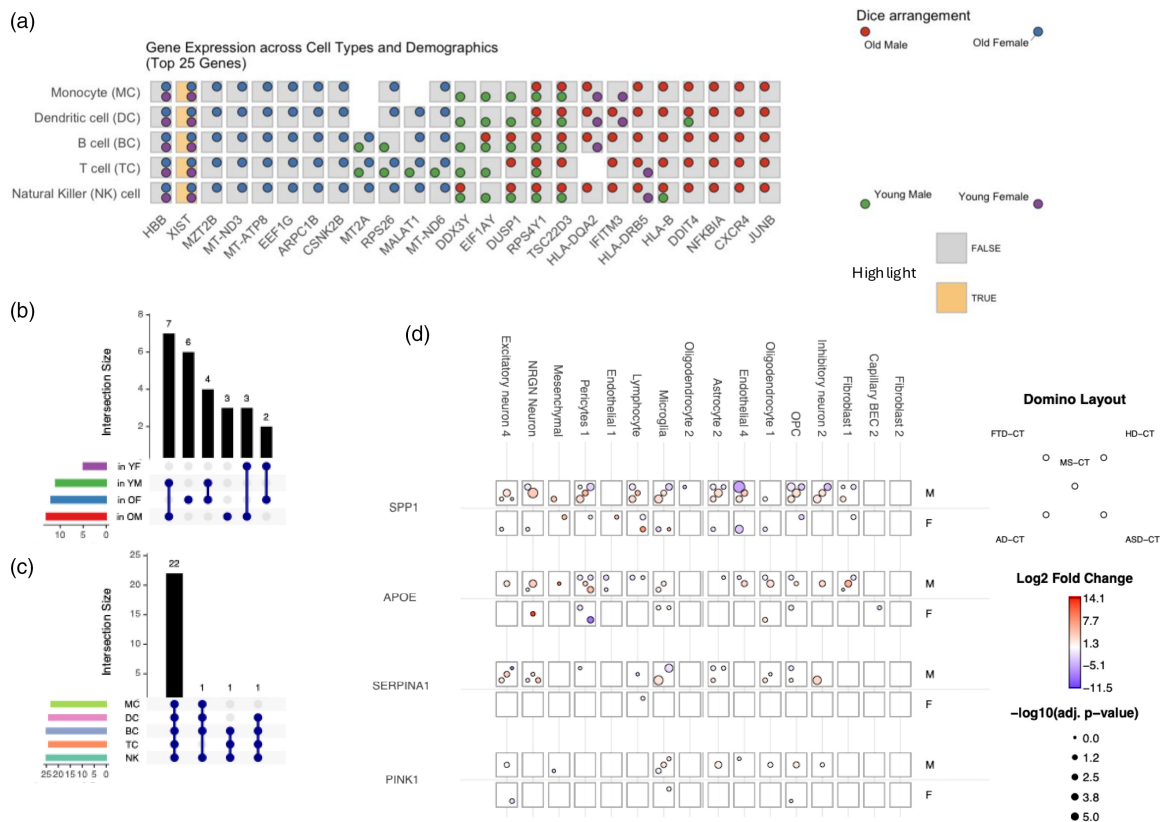 (a)
Gene Expression across Cell Types and Demographics
(Top 25 Genes)
Monocyte (MC)
Dendritic cell (DC)
B cell (BC)
T cell (TC)
Natural Killer (NK) cell
HBB
XIST
MZT2B
MT-ND3
MT-ATP8
EEF1G
ARPC1B
CSNK2B
MT2A
RPS26
MALAT1
MT-ND6
DDX3Y
EIF1AY
DUSP1
RPS4Y1
TSC22D3
HLA-DQA2
IFITM3
HLA-DRB5
HLA-B
DDIT4
NFKBIA
CXCR4
JUNB
Dice arrangement
Old Male
Old Female
Young Male
Young Female
Highlight
FALSE
TRUE
(b)
Intersection Size
8
6
4
2
7
6
4
3
3
2
in YF
in YM
in OF
in OM
10
5
0
(c)
Intersection Size
25
20
15
10
5
22
1
1
1
MC
DC
BC
TC
NK
25 20 15 10 5 0
(d)
Excitatory neuron 4
NRGN Neuron
Mesenchymal
Pericytes 1
Endothelial 1
Lymphocyte
Microglia
Oligodendrocyte 2
Astrocyte 2
Endothelial 4
Oligodendrocyte 1
OPC
Inhibitory neuron 2
Fibroblast 1
Capillary BEC 2
Fibroblast 2
SPP1
M
F
APOE
M
F
SERPINA1
M
F
PINK1
M
F
Domino Layout
FTD-CT
HD-CT
MS-CT
AD-CT
ASD-CT
Log2 Fold Change
14.1
7.7
1.3
-5.1
-11.5
-log10(adj. p-value)
0.0
1.2
2.5
3.8
5.0